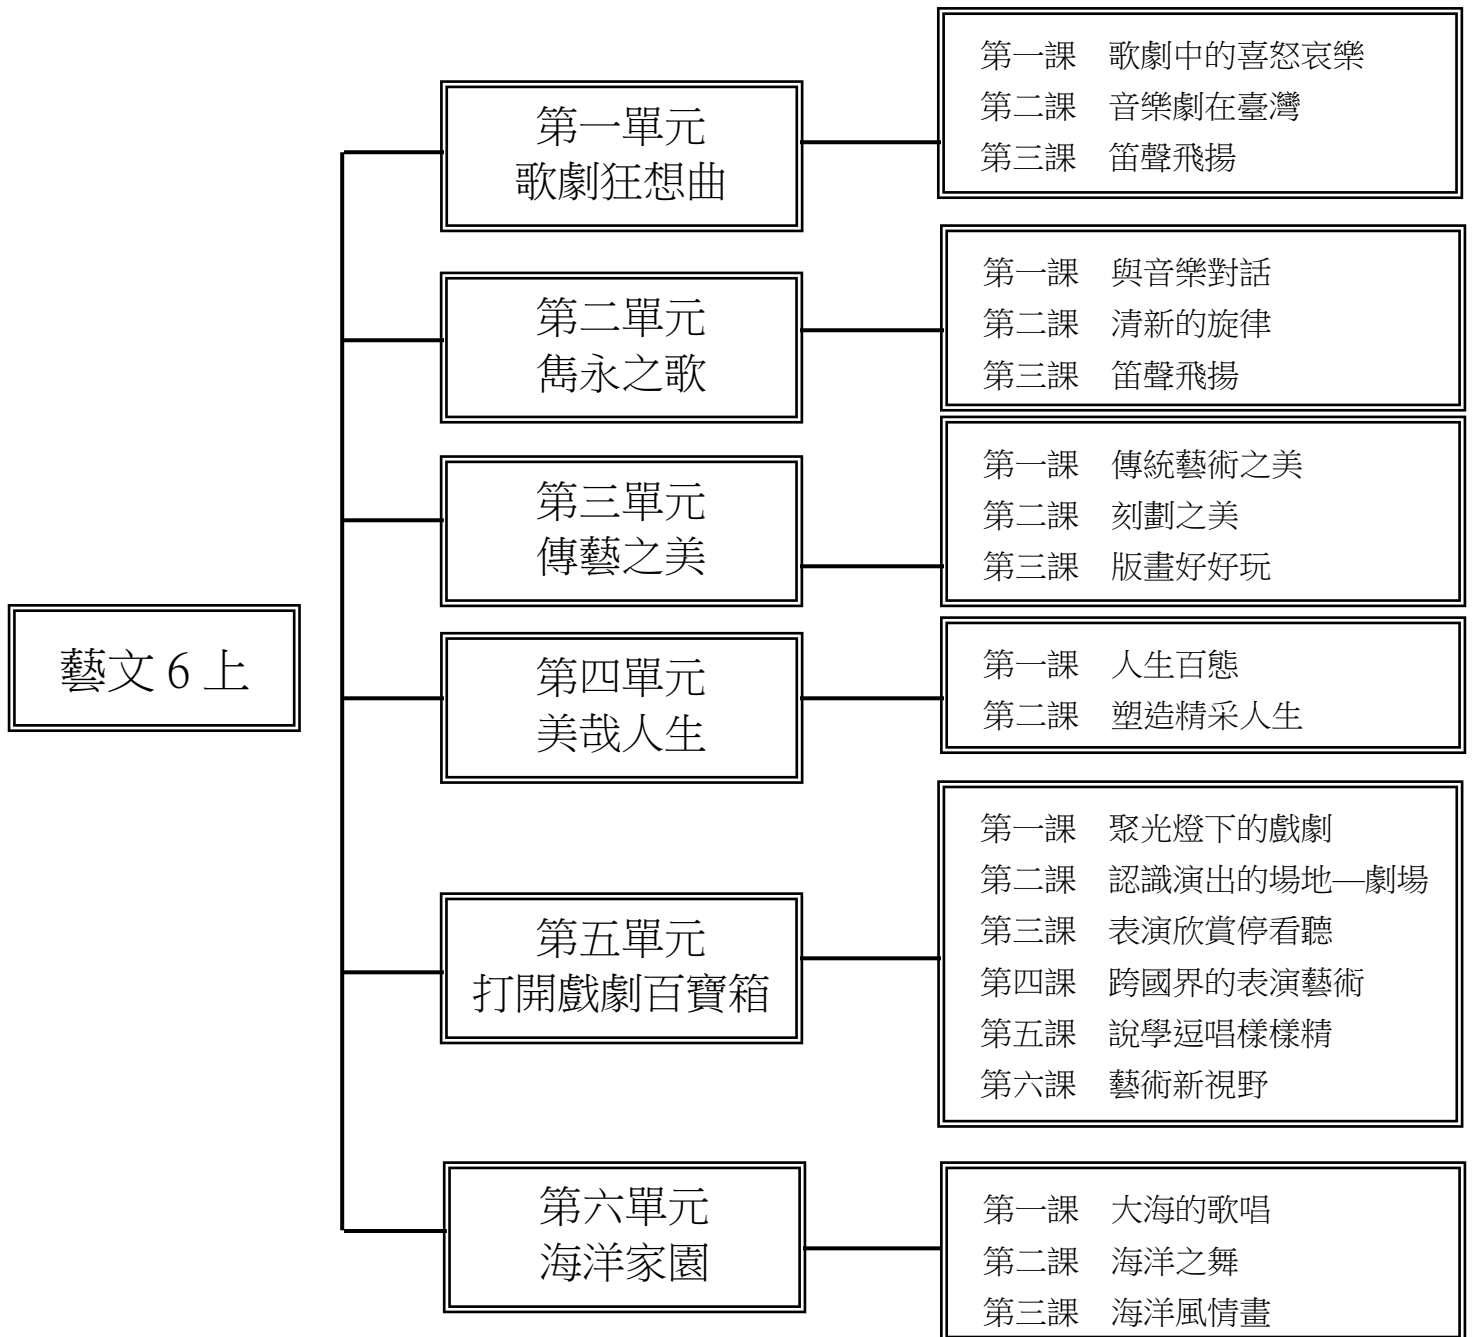 藝文 6 上
第一單元
歌劇狂想曲
第一課 歌劇中的喜怒哀樂
第二課 音樂劇在臺灣
第三課 笛聲飛揚
第二單元
雋永之歌
第一課 與音樂對話
第二課 清新的旋律
第三課 笛聲飛揚
第三單元
傳藝之美
第一課 傳統藝術之美
第二課 刻劃之美
第三課 版畫好好玩
第四單元
美哉人生
第一課 人生百態
第二課 塑造精采人生
第五單元
打開戲劇百寶箱
第一課 聚光燈下的戲劇
第二課 認識演出的場地—劇場
第三課 表演欣賞停看聽
第四課 跨國界的表演藝術
第五課 說學逗唱樣樣精
第六課 藝術新視野
第六單元
海洋家園
第一課 大海的歌唱
第二課 海洋之舞
第三課 海洋風情畫